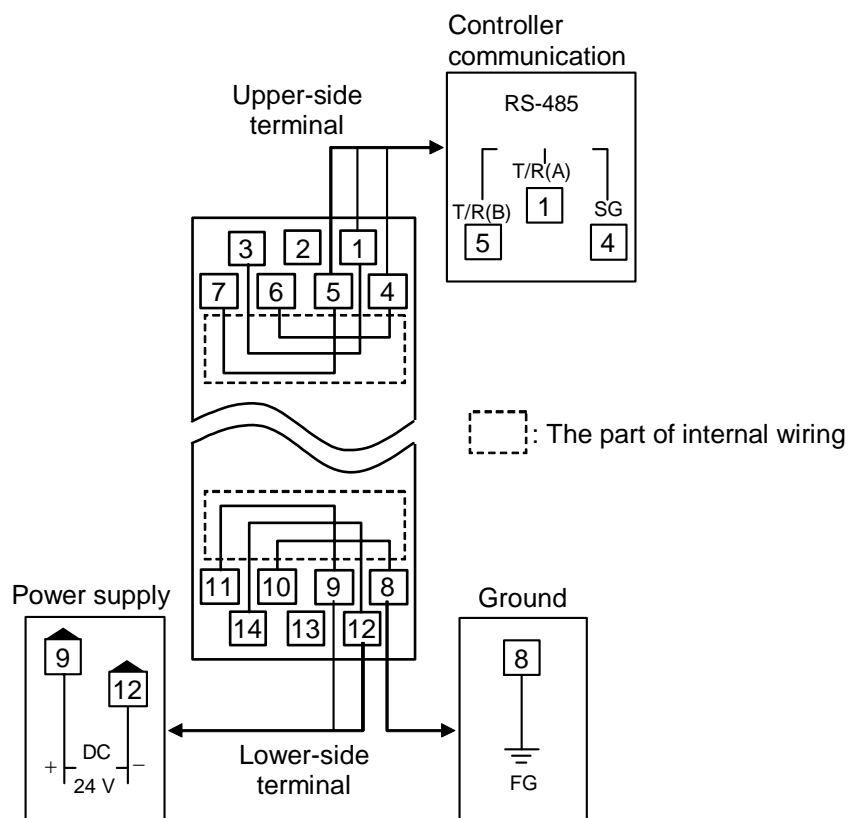 Controller
communication
RS-485
T/R(A)
1
T/R(B)
5
SG
4
Upper-side
terminal
3 2 1
7 6 5 4
: The part of internal wiring
11 10 9 8
14 13 12
Power supply
9
12
+ DC −
24 V
Lower-side
terminal
Ground
8
FG